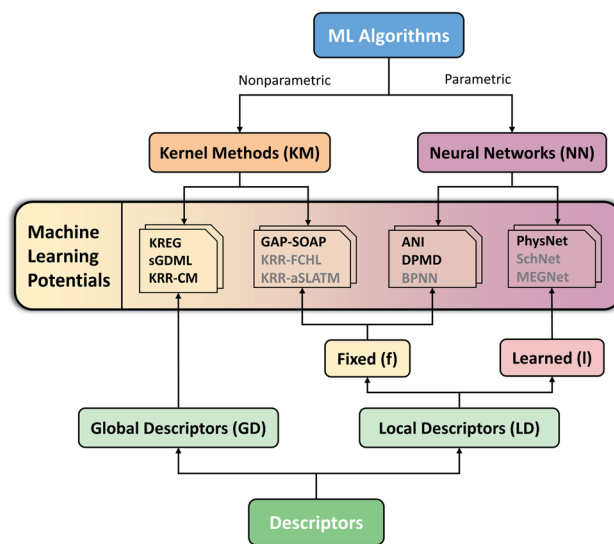 ML Algorithms
Nonparametric
Parametric
Kernel Methods (KM)
Neural Networks (NN)
Machine
Learning
Potentials
KREG
sGDML
KRR-CM
GAP-SOAP
KRR-FCHL
KRR-aSLATM
ANI
DPMD
BPNN
PhysNet
SchNet
MEGNet
Fixed (f)
Learned (l)
Global Descriptors (GD)
Local Descriptors (LD)
Descriptors